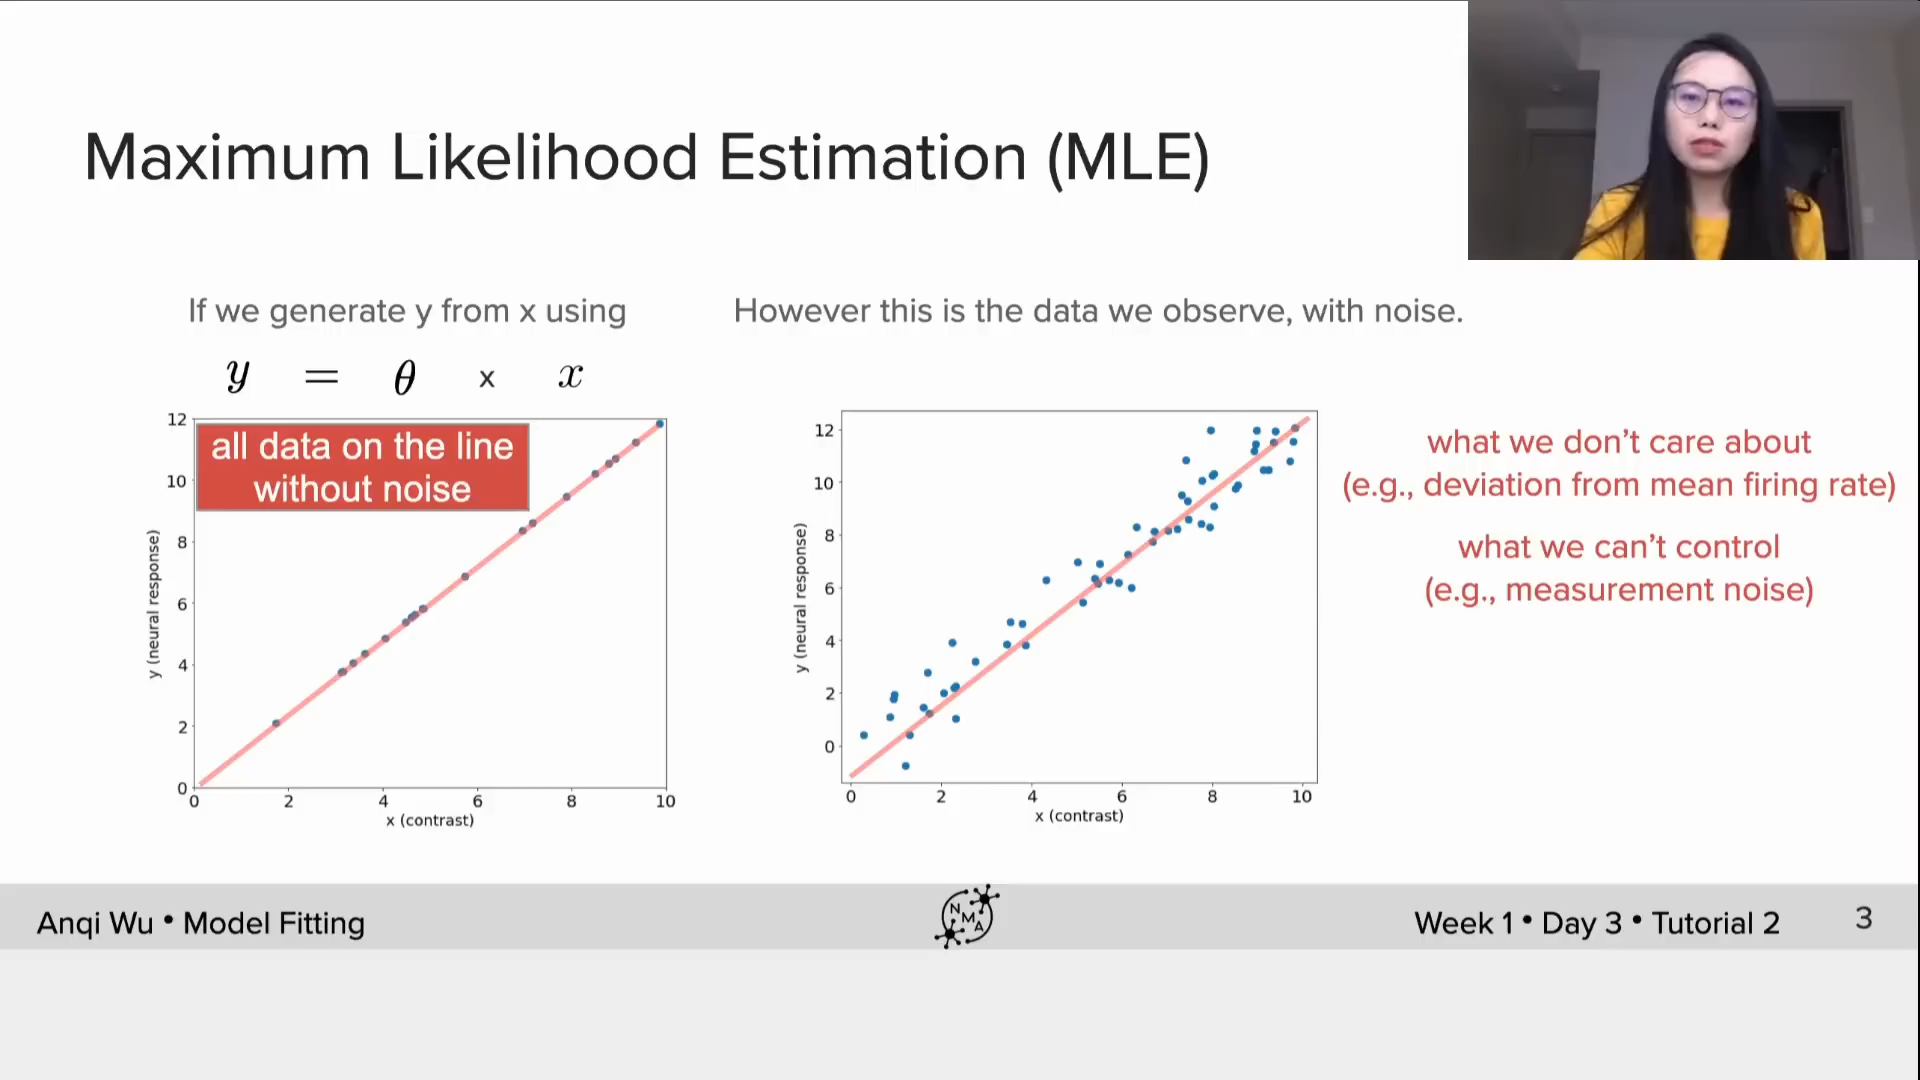 Maximum Likelihood Estimation (MLE)
If we generate y from x using
y = θ x x
all data on the line
without noise
12
10
8
6
4
2
0
y (neural response)
0 2 4 6 8 10
x (contrast)
However this is the data we observe, with noise.
12
10
8
6
4
2
0
y (neural response)
0 2 4 6 8 10
x (contrast)
what we don’t care about
(e.g., deviation from mean firing rate)
what we can’t control
(e.g., measurement noise)
Anqi Wu • Model Fitting
N
M
A
Week 1 • Day 3 • Tutorial 2
3